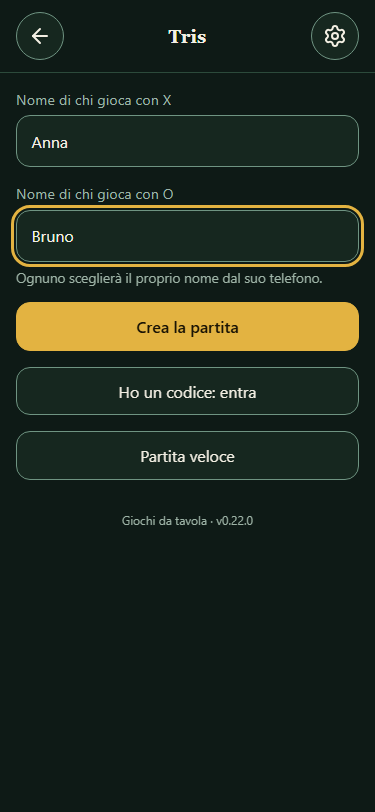 Tris
Nome di chi gioca con X
Anna
Nome di chi gioca con O
Bruno
Ognuno sceglierà il proprio nome dal suo telefono.
Crea la partita
Ho un codice: entra
Partita veloce
Giochi da tavola · v0.22.0